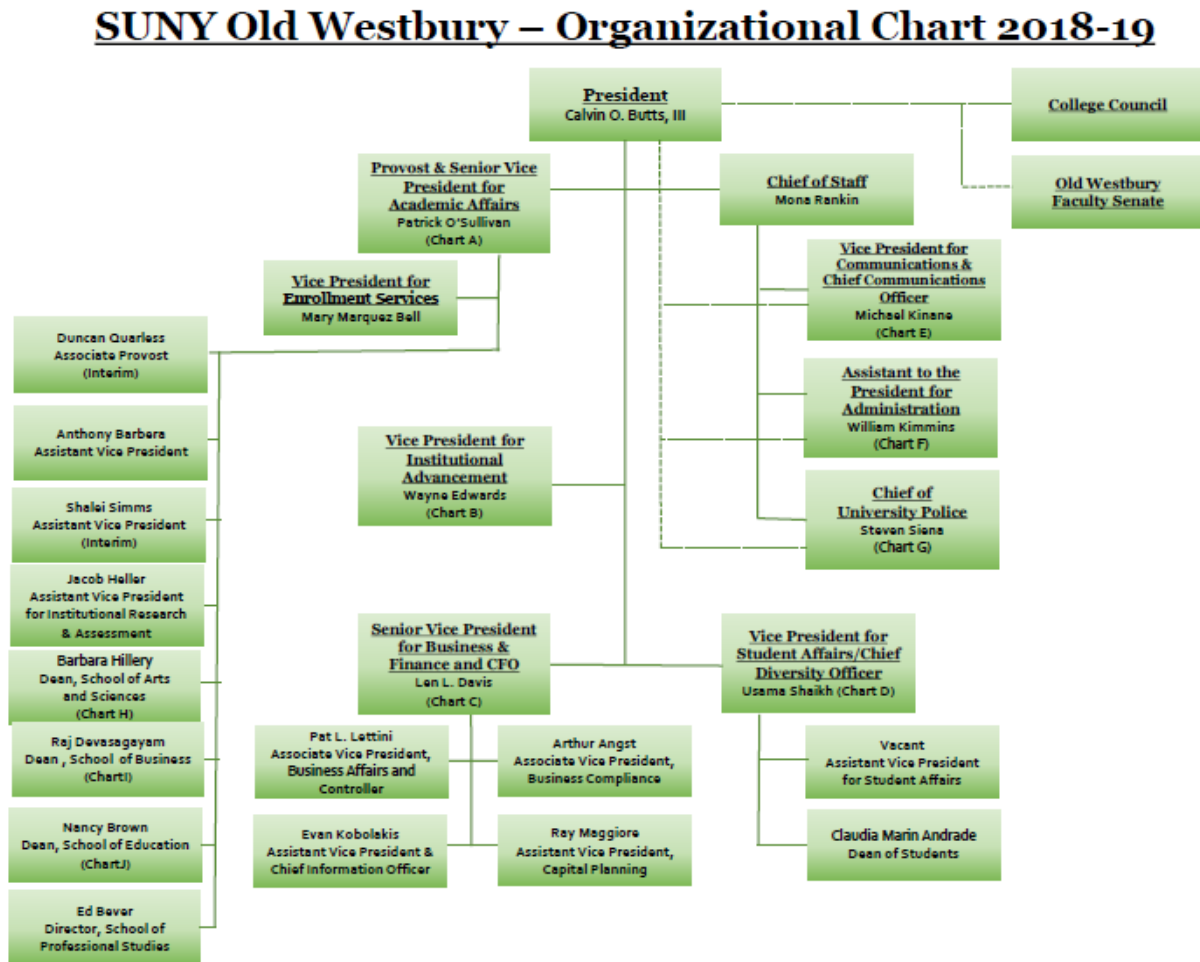 SUNY Old Westbury – Organizational Chart 2018-19
President
Calvin O. Butts, III
College Council
Provost & Senior Vice
President for
Academic Affairs
Patrick O'Sullivan
(Chart A)
Chief of Staff
Mona Rankin
Old Westbury
Faculty Senate
Vice President for
Enrollment Services
Mary Marquez Bell
Vice President for
Communications &
Chief Communications
Officer
Michael Kinane
(Chart E)
Duncan Quarless
Associate Provost
(Interim)
Anthony Barbera
Assistant Vice President
Shalei Simms
Assistant Vice President
(Interim)
Jacob Heller
Assistant Vice President
for Institutional Research
& Assessment
Barbara Hillery
Dean, School of Arts
and Sciences
(Chart H)
Raj Devasagayam
Dean , School of Business
(ChartI)
Nancy Brown
Dean, School of Education
(ChartJ)
Ed Bever
Director, School of
Professional Studies
Vice President for
Institutional
Advancement
Wayne Edwards
(Chart B)
Assistant to the
President for
Administration
William Kimmins
(Chart F)
Chief of
University Police
Steven Siena
(Chart G)
Senior Vice President
for Business &
Finance and CFO
Len L. Davis
(Chart C)
Pat L. Lettini
Associate Vice President,
Business Affairs and
Controller
Arthur Angst
Associate Vice President,
Business Compliance
Evan Kobolakis
Assistant Vice President &
Chief Information Officer
Ray Maggiore
Assistant Vice President,
Capital Planning
Vice President for
Student Affairs/Chief
Diversity Officer
Usama Shaikh (Chart D)
Vacant
Assistant Vice President
for Student Affairs
Claudia Marin Andrade
Dean of Students